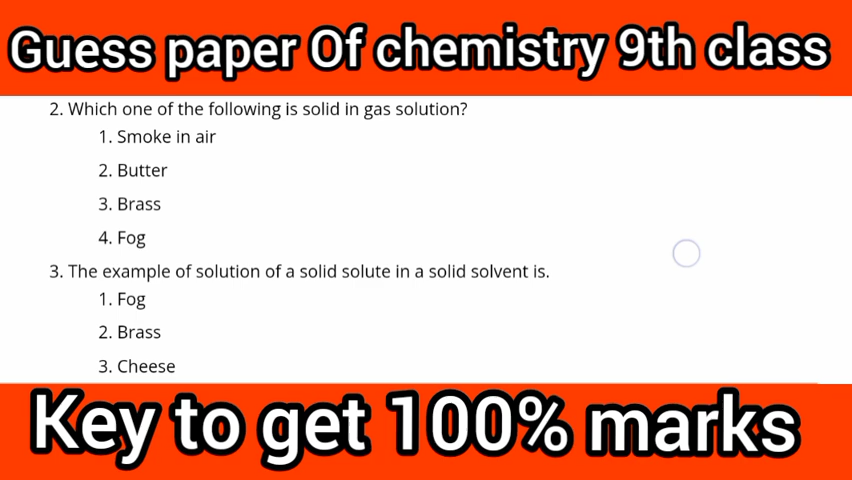 Guess paper Of chemistry 9th class
2. Which one of the following is solid in gas solution?
1. Smoke in air
2. Butter
3. Brass
4. Fog
3. The example of solution of a solid solute in a solid solvent is.
1. Fog
2. Brass
3. Cheese
Key to get 100% marks